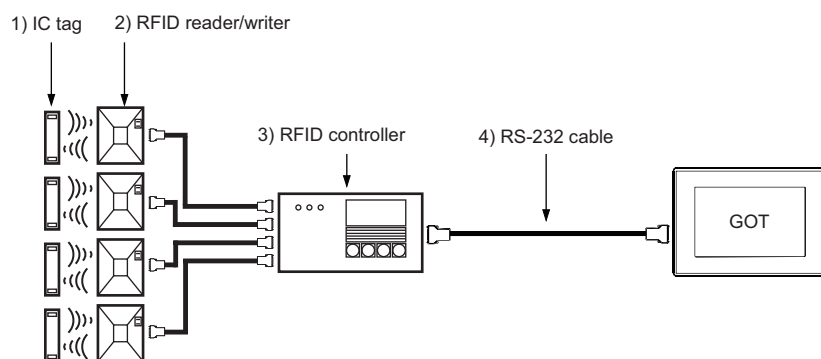 1) IC tag
2) RFID reader/writer
3) RFID controller
4) RS-232 cable
GOT